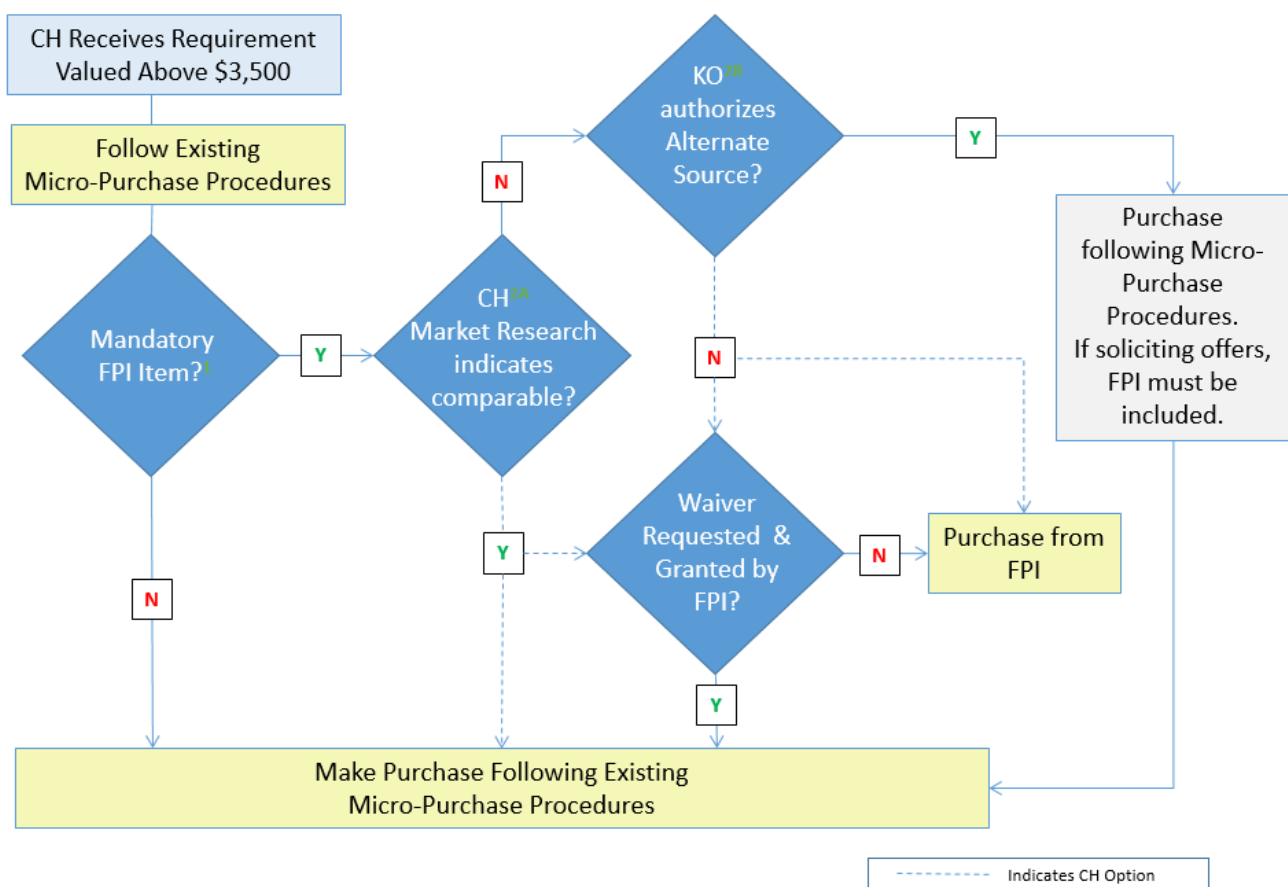 CH Receives Requirement
Valued Above $3,500
Follow Existing
Micro-Purchase Procedures
Mandatory
FPI Item?1
Y
N
CH2A
Market Research
indicates
comparable?
N
Y
KO2B
authorizes
Alternate
Source?
Y
N
Purchase
following Micro-
Purchase
Procedures.
If soliciting offers,
FPI must be
included.
Waiver
Requested &
Granted by
FPI?
N
Y
Purchase from
FPI
Make Purchase Following Existing
Micro-Purchase Procedures
Indicates CH Option